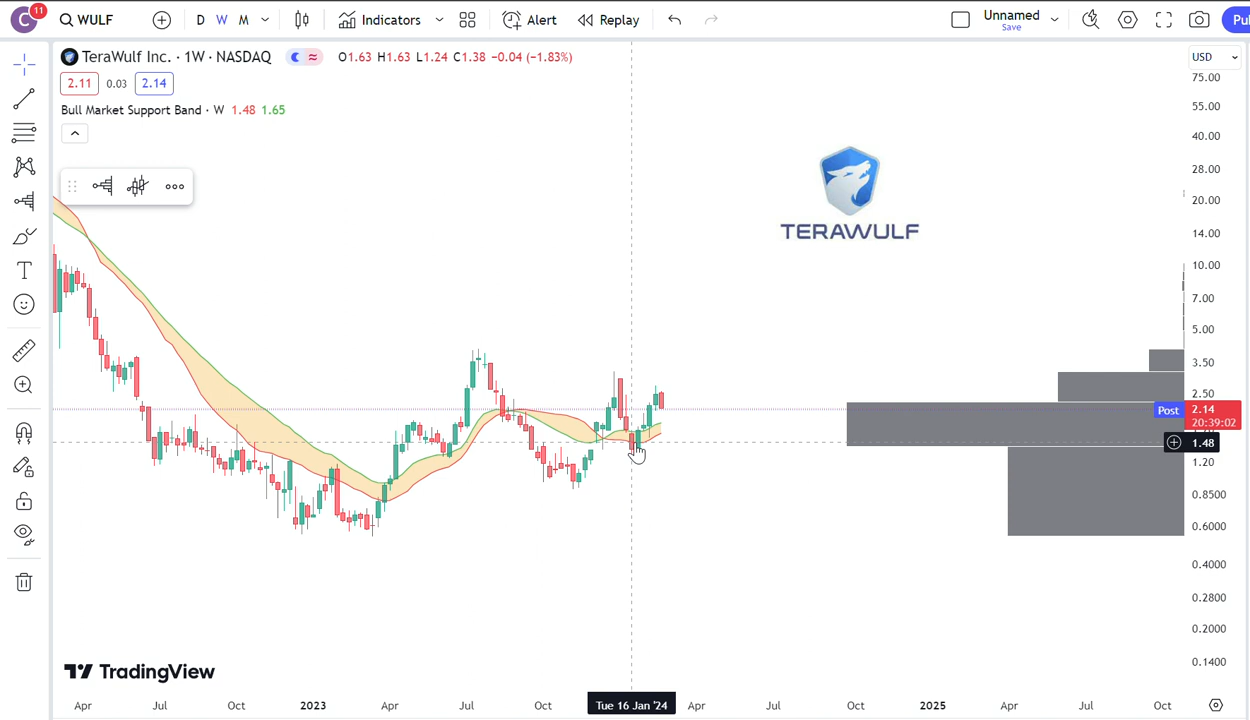 C 11 WULF D W M Indicators Alert Replay Unnamed Save Pu
TeraWulf Inc. · 1W · NASDAQ O1.63 H1.63 L1.24 C1.38 −0.04 (−1.83%) USD
2.11 0.03 2.14
Bull Market Support Band · W 1.48 1.65
TERAWULF
75.00
55.00
40.00
28.00
20.00
14.00
10.00
7.00
5.00
3.50
2.50
Post 2.14
20:39:02
1.48
1.20
0.8500
0.6000
0.4000
0.2800
0.2000
0.1400
TradingView
Apr Jul Oct 2023 Apr Jul Oct Tue 16 Jan '24 Apr Jul Oct 2025 Apr Jul Oct